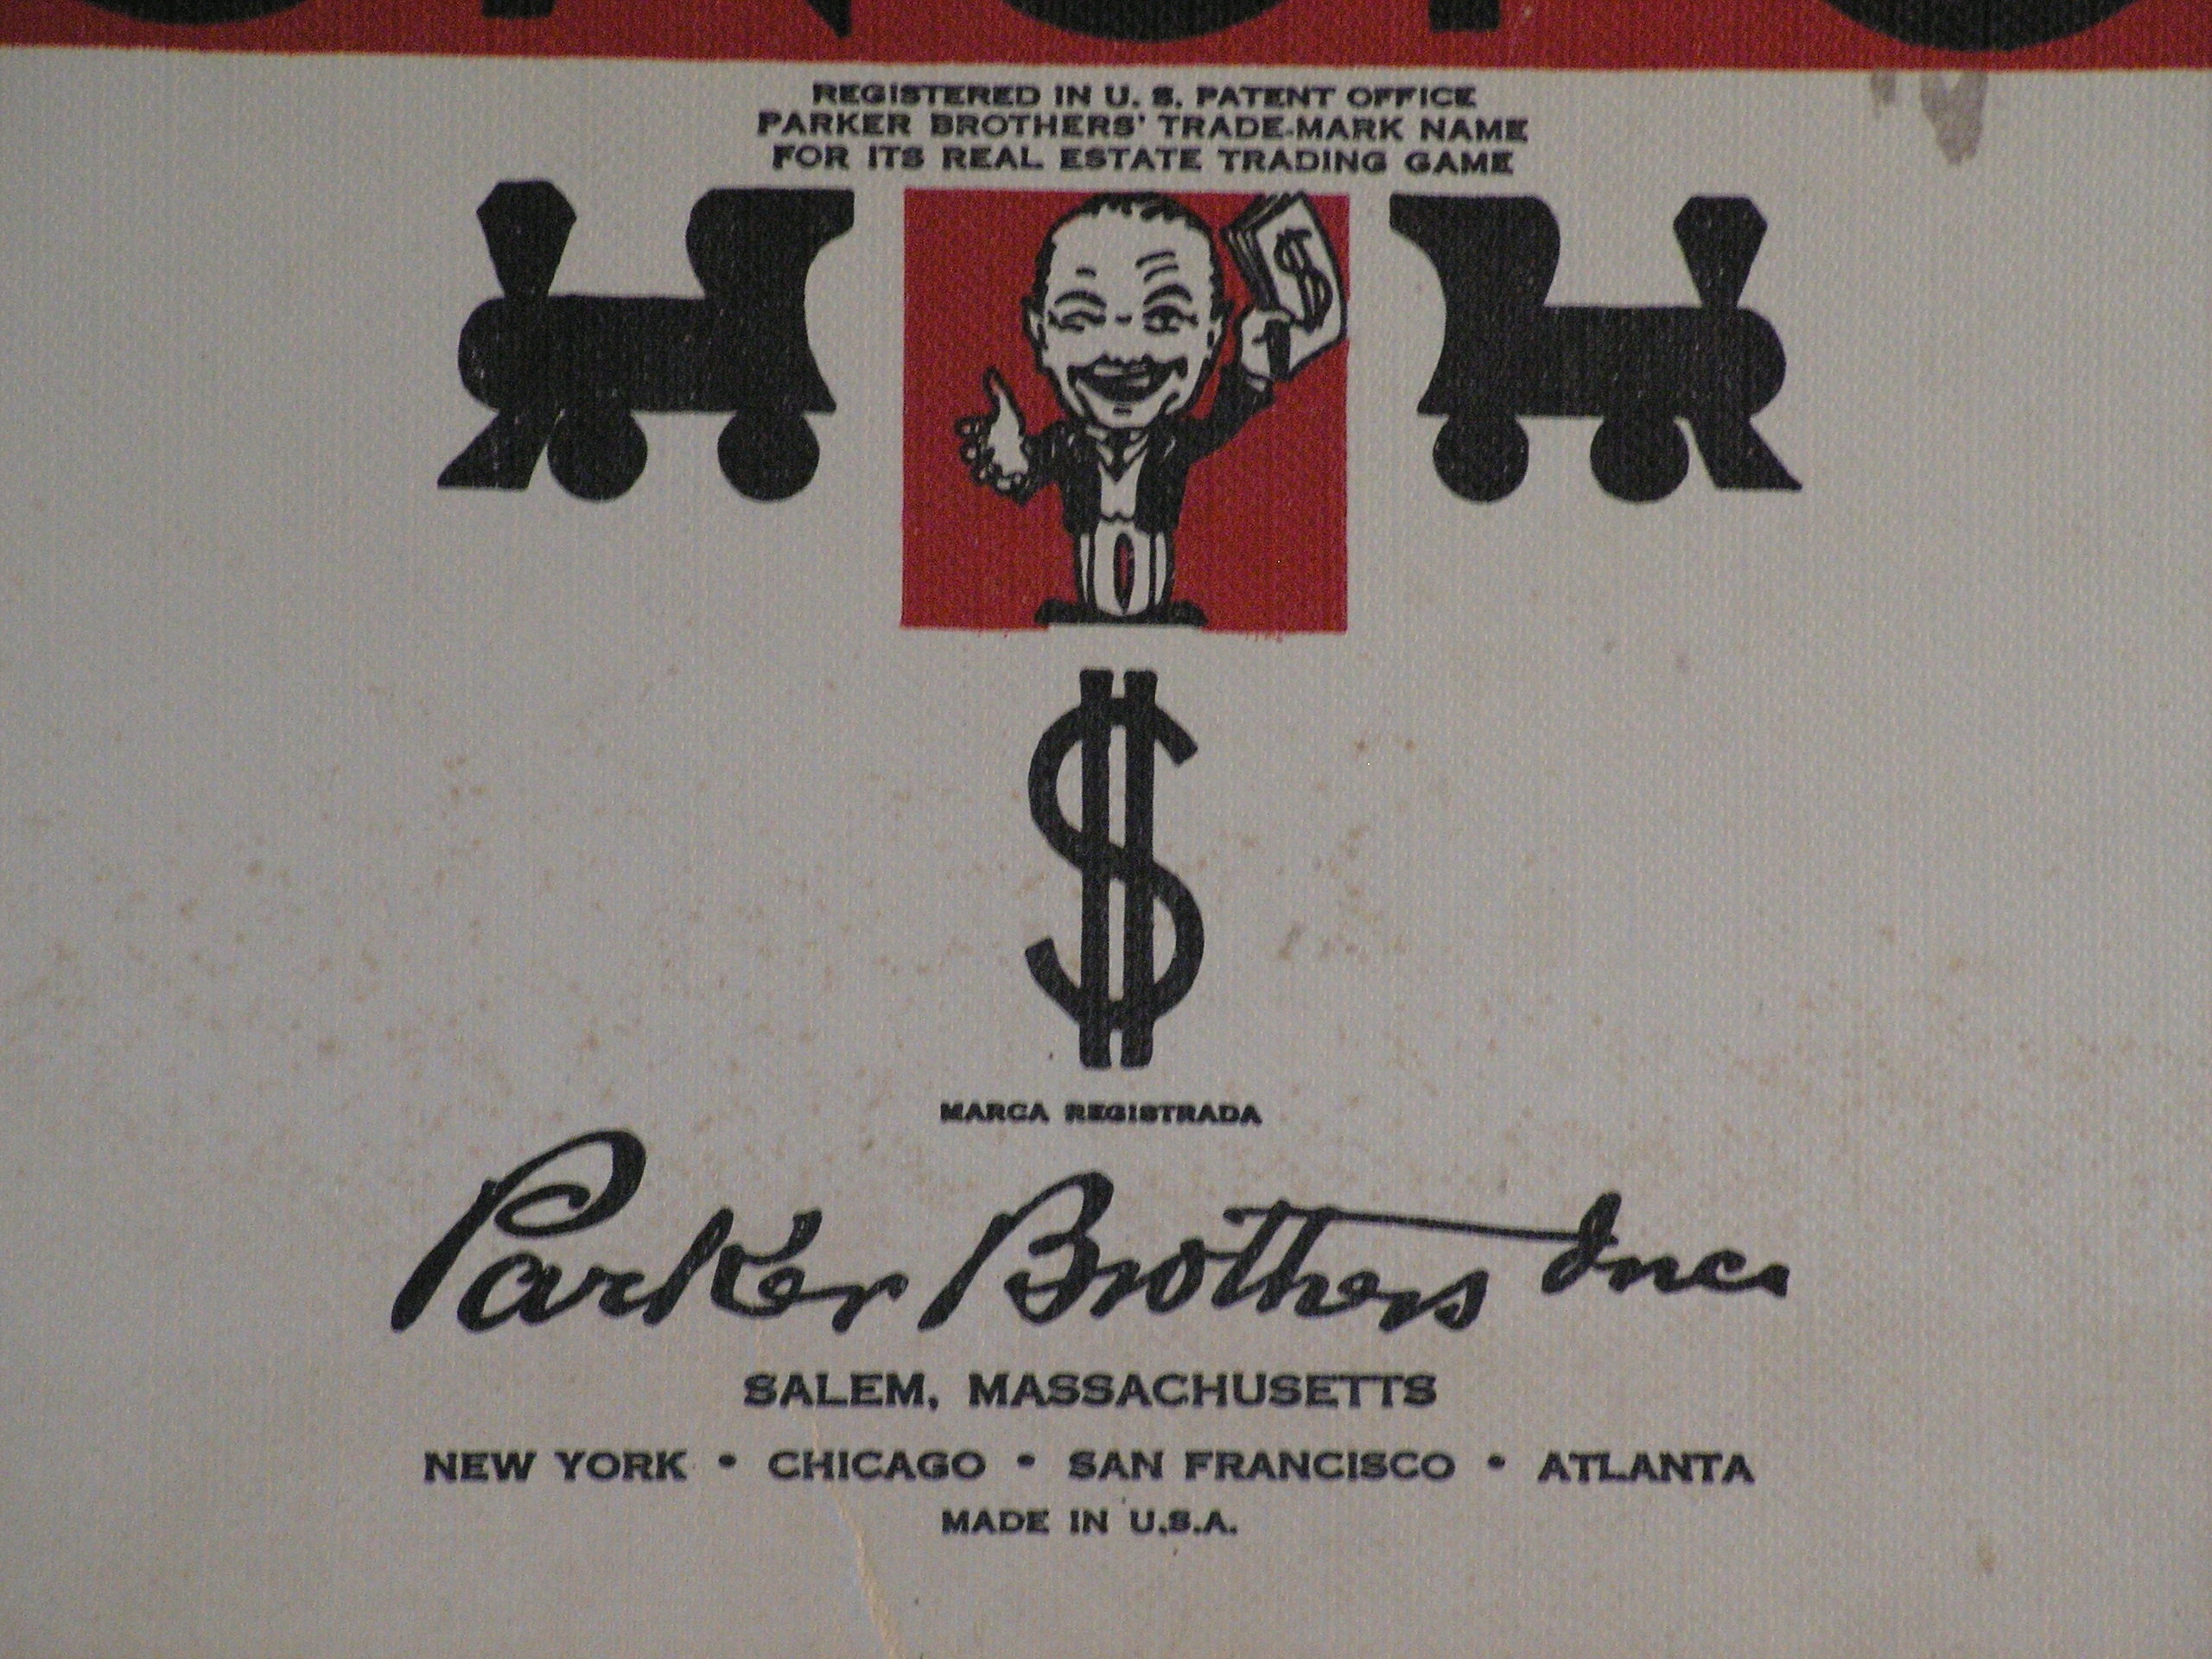 REGISTERED IN U. S. PATENT OFFICE
PARKER BROTHERS' TRADE-MARK NAME
FOR ITS REAL ESTATE TRADING GAME
$
$
MARCA REGISTRADA
Parker Brothers Inc.
SALEM, MASSACHUSETTS
NEW YORK • CHICAGO • SAN FRANCISCO • ATLANTA
MADE IN U.S.A.